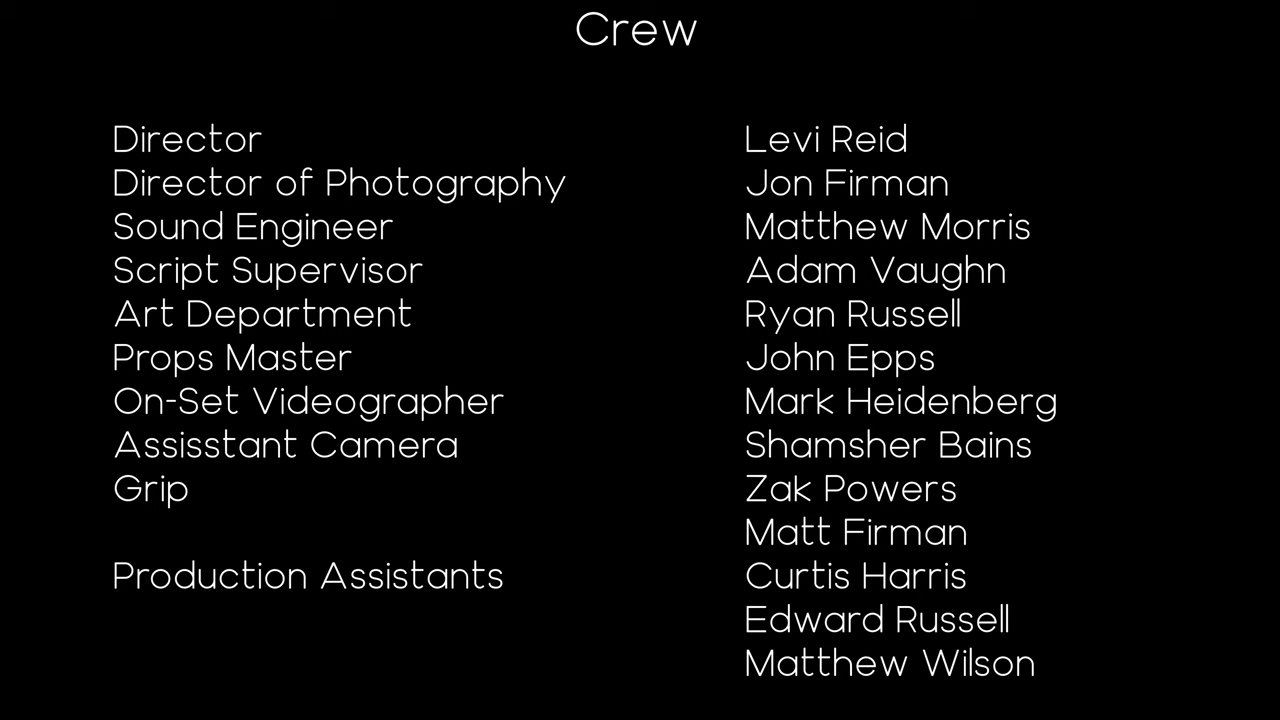 Crew
Director Levi Reid
Director of Photography Jon Firman
Sound Engineer Matthew Morris
Script Supervisor Adam Vaughn
Art Department Ryan Russell
Props Master John Epps
On-Set Videographer Mark Heidenberg
Assisstant Camera Shamsher Bains
Grip Zak Powers
Matt Firman
Production Assistants Curtis Harris
Edward Russell
Matthew Wilson